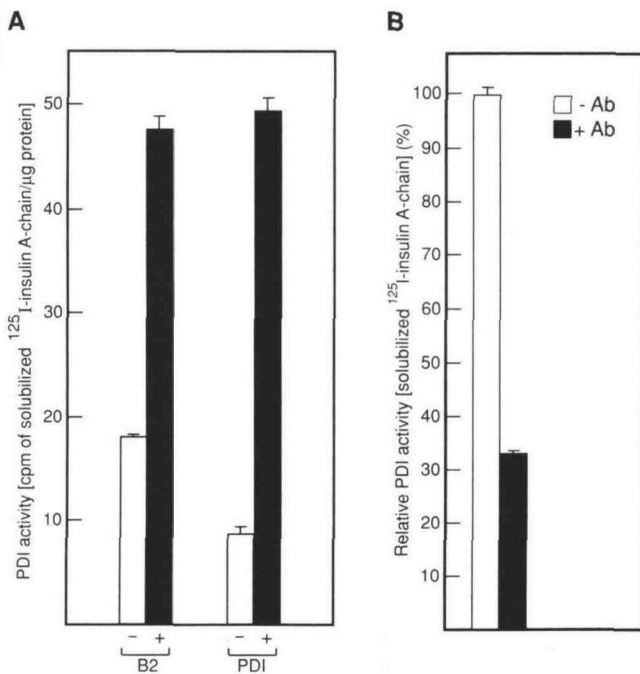 A
PDI activity [cpm of solubilized ¹²⁵I-insulin A-chain/µg protein]
50
40
30
20
10
− + − +
B2 PDI
B
Relative PDI activity [solubilized ¹²⁵I-insulin A-chain] (%)
100
90
80
70
60
50
40
30
20
10
- Ab
+ Ab